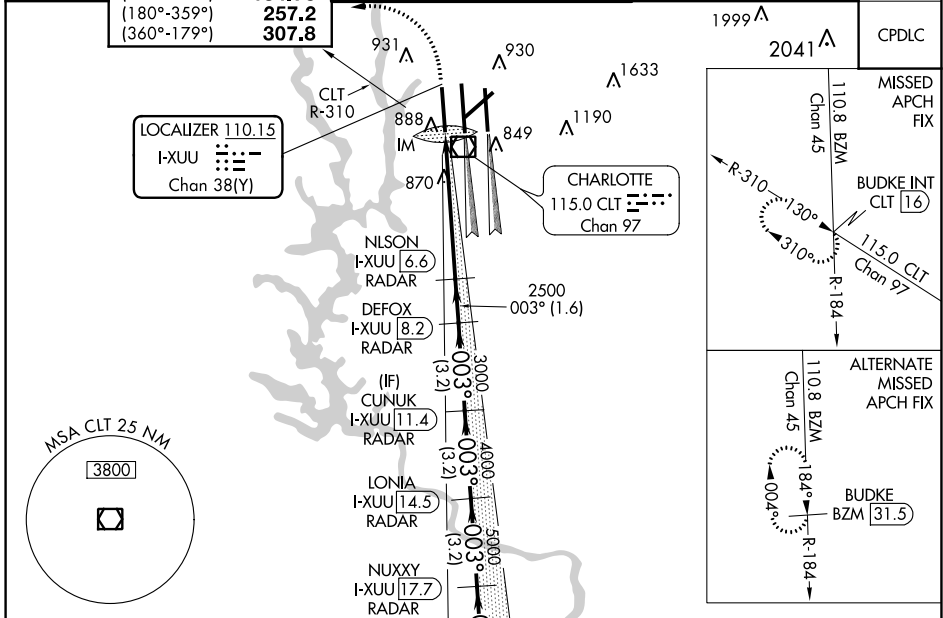 (180°-359°) 257.2
(360°-179°) 307.8
CLT
R-310
931
930
1633
888
849
1190
870
IM
1999
2041
CPDLC
LOCALIZER 110.15
I-XUU
Chan 38(Y)
CHARLOTTE
115.0 CLT
Chan 97
NLSON
I-XUU 6.6
RADAR
2500
003° (1.6)
DEFOX
I-XUU 8.2
RADAR
3000
003°
(3.2)
(IF)
CUNUK
I-XUU 11.4
RADAR
4000
003°
(3.2)
LONIA
I-XUU 14.5
RADAR
5000
003°
(3.2)
NUXXY
I-XUU 17.7
RADAR
MSA CLT 25 NM
3800
MISSED
APCH
FIX
110.8 BZM
Chan 45
R-310
130°
310°
BUDKE INT
CLT 16
115.0 CLT
Chan 97
R-184
ALTERNATE
MISSED
APCH FIX
110.8 BZM
Chan 45
184°
004°
BUDKE
BZM 31.5
R-184